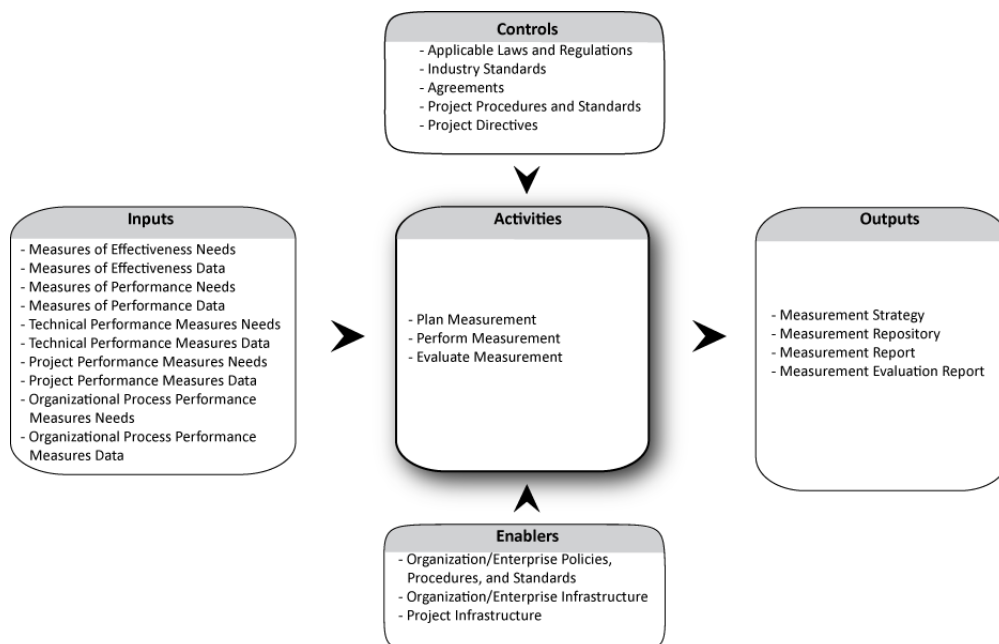 Controls
- Applicable Laws and Regulations
- Industry Standards
- Agreements
- Project Procedures and Standards
- Project Directives
Inputs
- Measures of Effectiveness Needs
- Measures of Effectiveness Data
- Measures of Performance Needs
- Measures of Performance Data
- Technical Performance Measures Needs
- Technical Performance Measures Data
- Project Performance Measures Needs
- Project Performance Measures Data
- Organizational Process Performance
Measures Needs
- Organizational Process Performance
Measures Data
Activities
- Plan Measurement
- Perform Measurement
- Evaluate Measurement
Outputs
- Measurement Strategy
- Measurement Repository
- Measurement Report
- Measurement Evaluation Report
Enablers
- Organization/Enterprise Policies,
Procedures, and Standards
- Organization/Enterprise Infrastructure
- Project Infrastructure